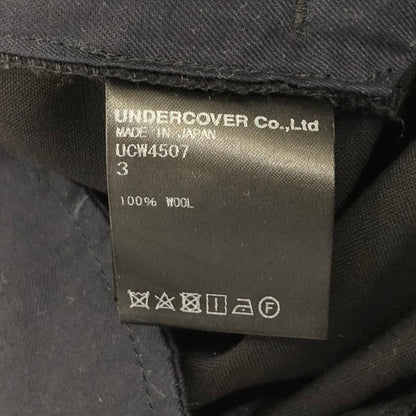 UNDERCOVER Co.,Ltd
MADE IN JAPAN
UCW4507
3
100% WOOL
F